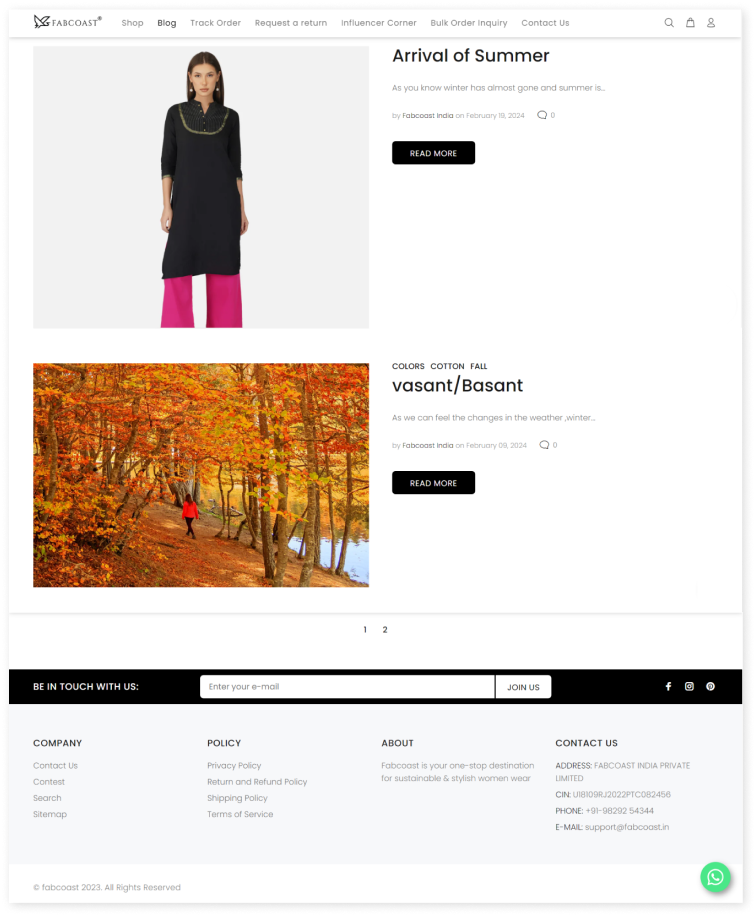 FABCOAST® Shop Blog Track Order Request a return Influencer Corner Bulk Order Inquiry Contact Us
Arrival of Summer
As you know winter has almost gone and summer is...
by Fabcoast India on February 19, 2024 0
READ MORE
COLORS COTTON FALL
vasant/Basant
As we can feel the changes in the weather ,winter...
by Fabcoast India on February 09, 2024 0
READ MORE
1 2
BE IN TOUCH WITH US: Enter your e-mail JOIN US
COMPANY
Contact Us
Contest
Search
Sitemap
POLICY
Privacy Policy
Return and Refund Policy
Shipping Policy
Terms of Service
ABOUT
Fabcoast is your one-stop destination
for sustainable & stylish women wear
CONTACT US
ADDRESS: FABCOAST INDIA PRIVATE
LIMITED
CIN: U18109RJ2022PTC082456
PHONE: +91-98292 54344
E-MAIL: support@fabcoast.in
© fabcoast 2023. All Rights Reserved